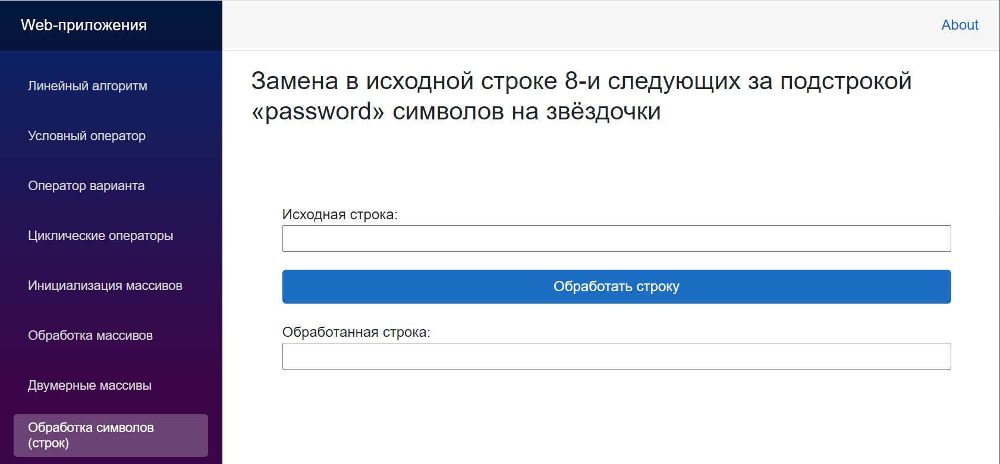 Web-приложения
About
Линейный алгоритм
Условный оператор
Оператор варианта
Циклические операторы
Инициализация массивов
Обработка массивов
Двумерные массивы
Обработка символов
(строк)
Замена в исходной строке 8-и следующих за подстрокой
«password» символов на звёздочки
Исходная строка:
Обработать строку
Обработанная строка: